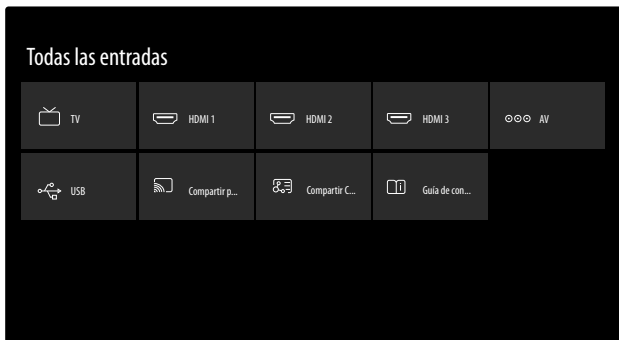 Todas las entradas
TV
HDMI 1
HDMI 2
HDMI 3
AV
USB
Compartir p...
Compartir C...
Guía de con...